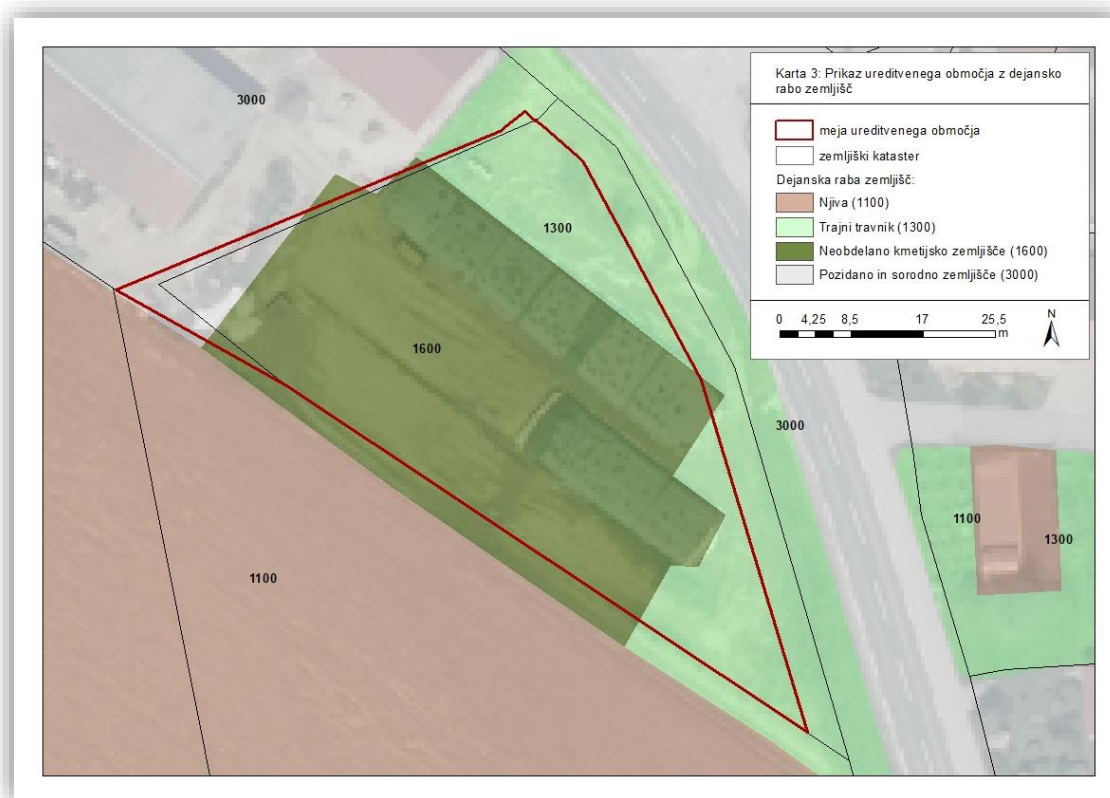 Karta 3: Prikaz ureditvenega območja z dejansko
rabo zemljišč
meja ureditvenega območja
zemljiški kataster
Dejanska raba zemljišč:
Njiva (1100)
Trajni travnik (1300)
Neobdelano kmetijsko zemljišče (1600)
Pozidano in sorodno zemljišče (3000)
0 4,25 8,5 17 25,5
m
N
3000
1300
1600
3000
1100
1300
1100